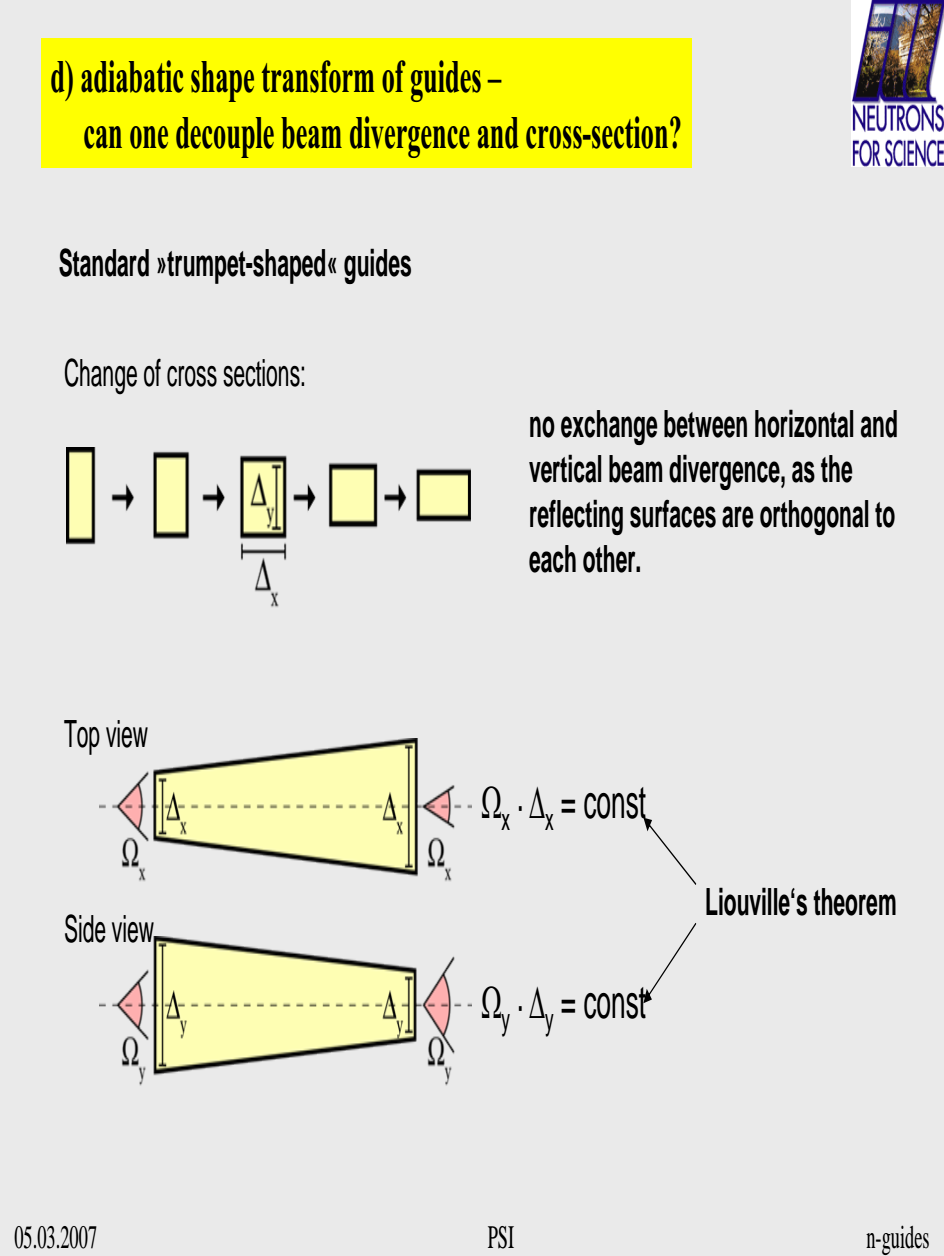 d) adiabatic shape transform of guides –
can one decouple beam divergence and cross-section?
NEUTRONS
FOR SCIENCE
Standard »trumpet-shaped« guides
Change of cross sections:
no exchange between horizontal and
vertical beam divergence, as the
reflecting surfaces are orthogonal to
each other.
Δy
Δx
Top view
Δx Δx
Ωx Ωx
Ωx · Δx = const
Liouville‘s theorem
Side view
Δy Δy
Ωy Ωy
Ωy · Δy = const
05.03.2007 PSI n-guides